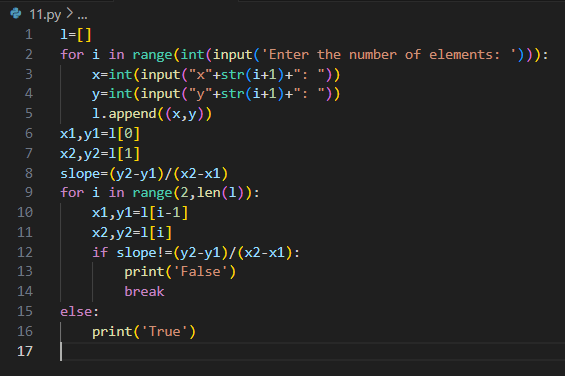 11.py > ...
1 l=[]
2 for i in range(int(input('Enter the number of elements: '))):
3     x=int(input("x"+str(i+1)+": "))
4     y=int(input("y"+str(i+1)+": "))
5     l.append((x,y))
6 x1,y1=l[0]
7 x2,y2=l[1]
8 slope=(y2-y1)/(x2-x1)
9 for i in range(2,len(l)):
10     x1,y1=l[i-1]
11     x2,y2=l[i]
12     if slope!=(y2-y1)/(x2-x1):
13         print('False')
14         break
15 else:
16     print('True')
17